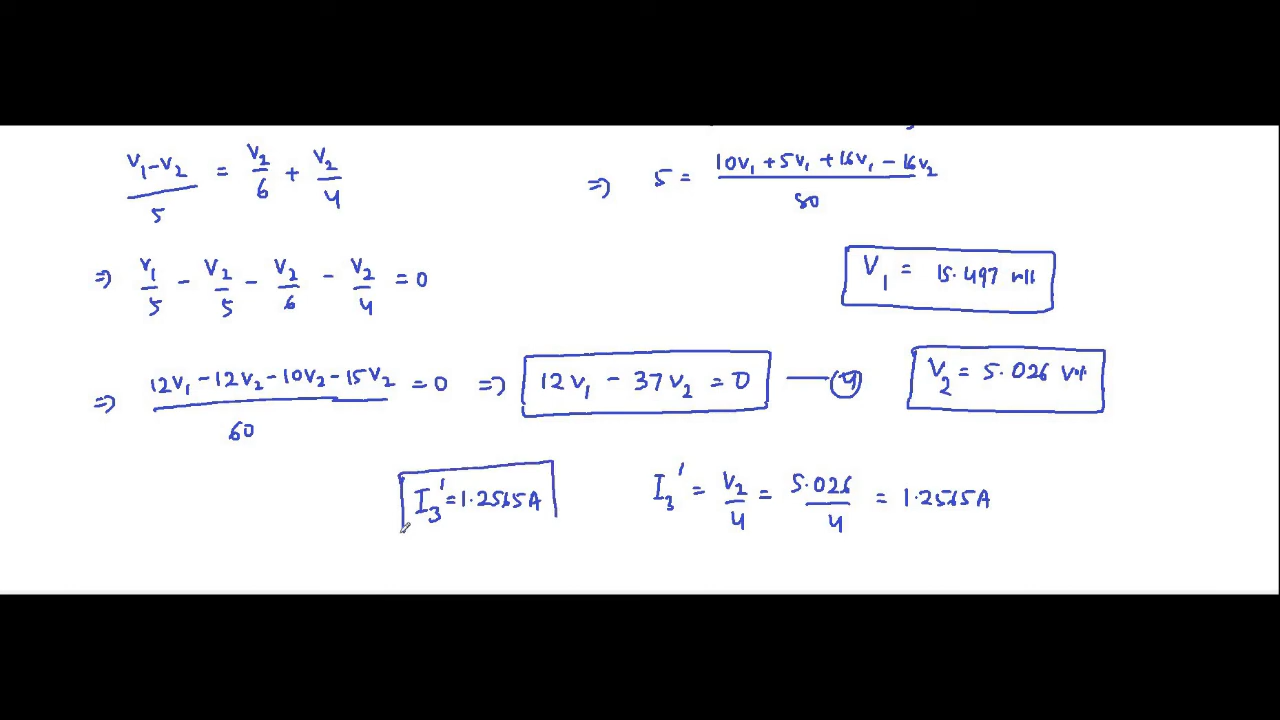 (V₁-V₂)/5 = V₂/6 + V₂/4
⇒ 5 = (10V₁ + 5V₁ + 16V₁ - 16V₂)/80
⇒ V₁/5 - V₂/5 - V₂/6 - V₂/4 = 0
V₁ = 15.497
⇒ (12V₁ - 12V₂ - 10V₂ - 15V₂)/60 = 0 ⇒ 12V₁ - 37V₂ = 0 —
V₂ = 5.026
I₃' = 1.2565A
I₃' = V₂/4 = 5.026/4 = 1.2565A